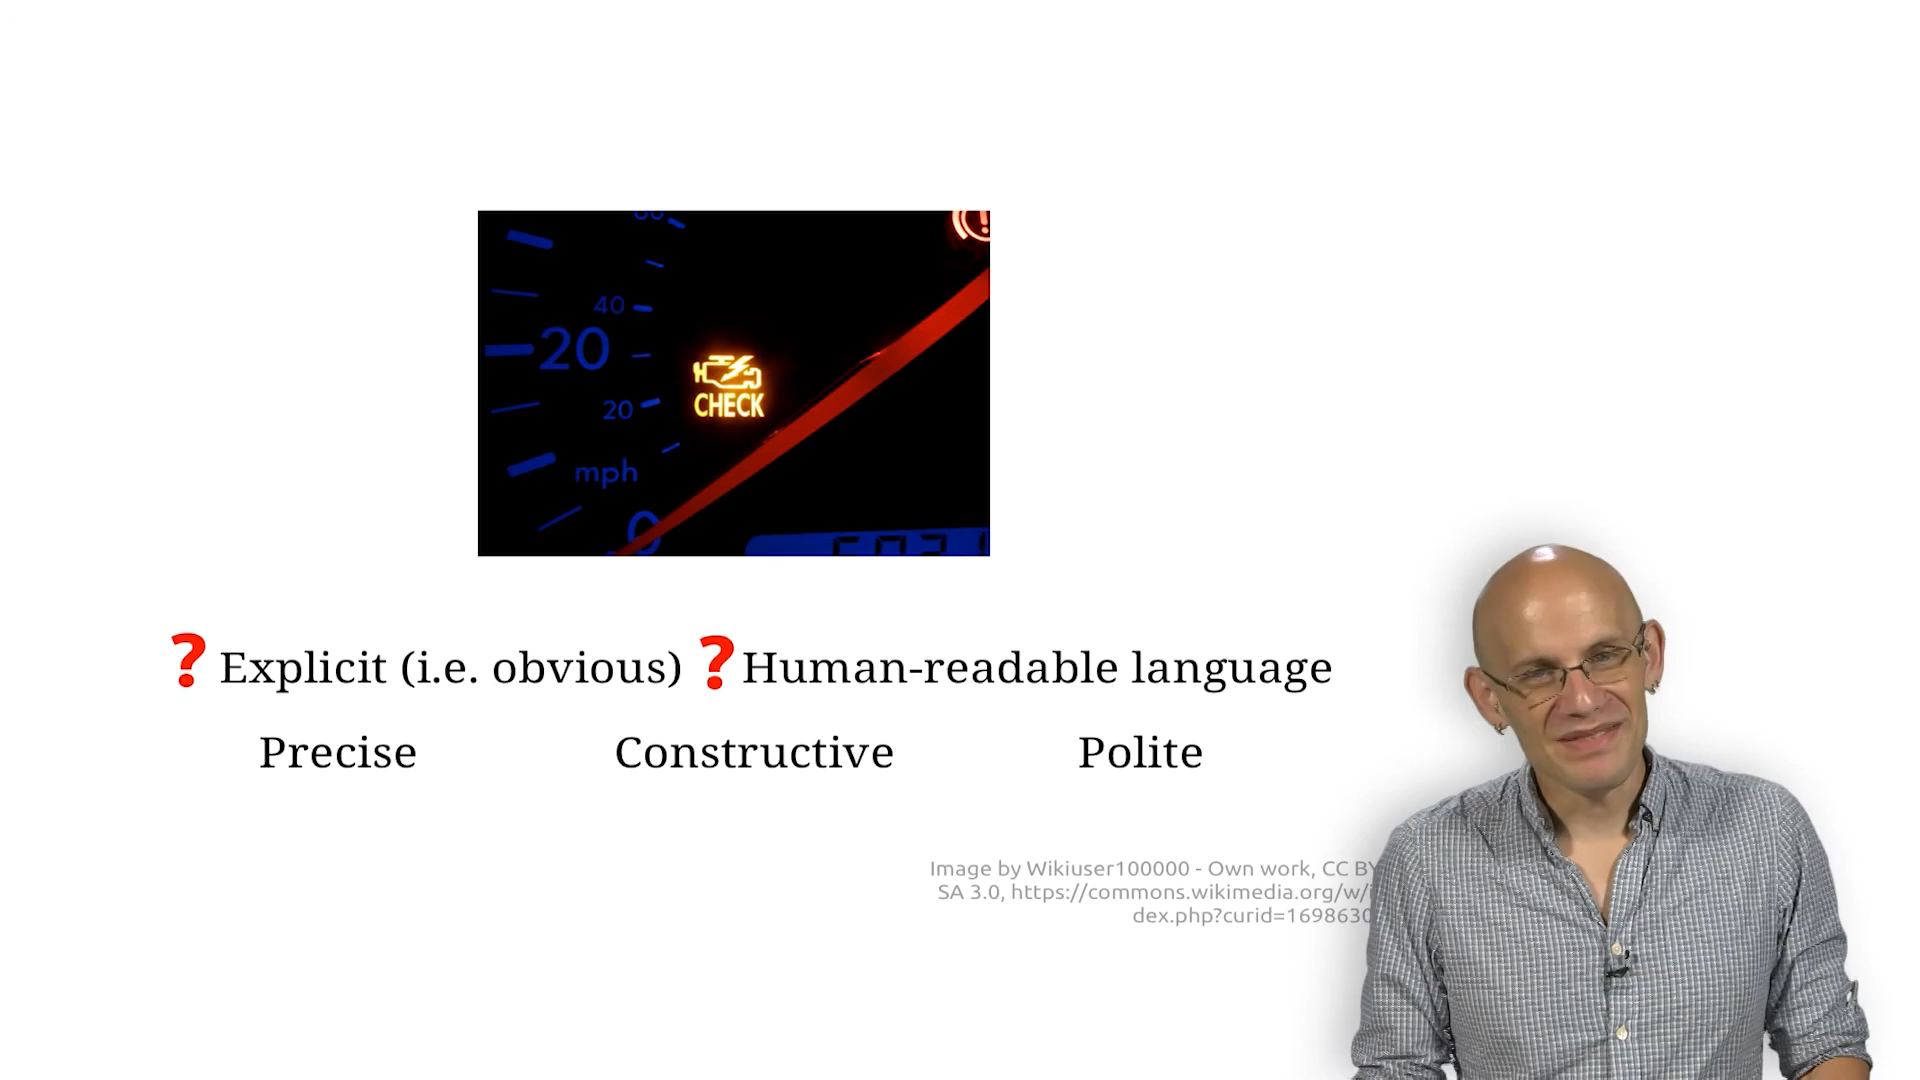 40
20
20
CHECK
mph
0
? Explicit (i.e. obvious) ? Human-readable language
Precise Constructive Polite
Image by Wikiuser100000 - Own work, CC BY
SA 3.0, https://commons.wikimedia.org/w/
dex.php?curid=1698630